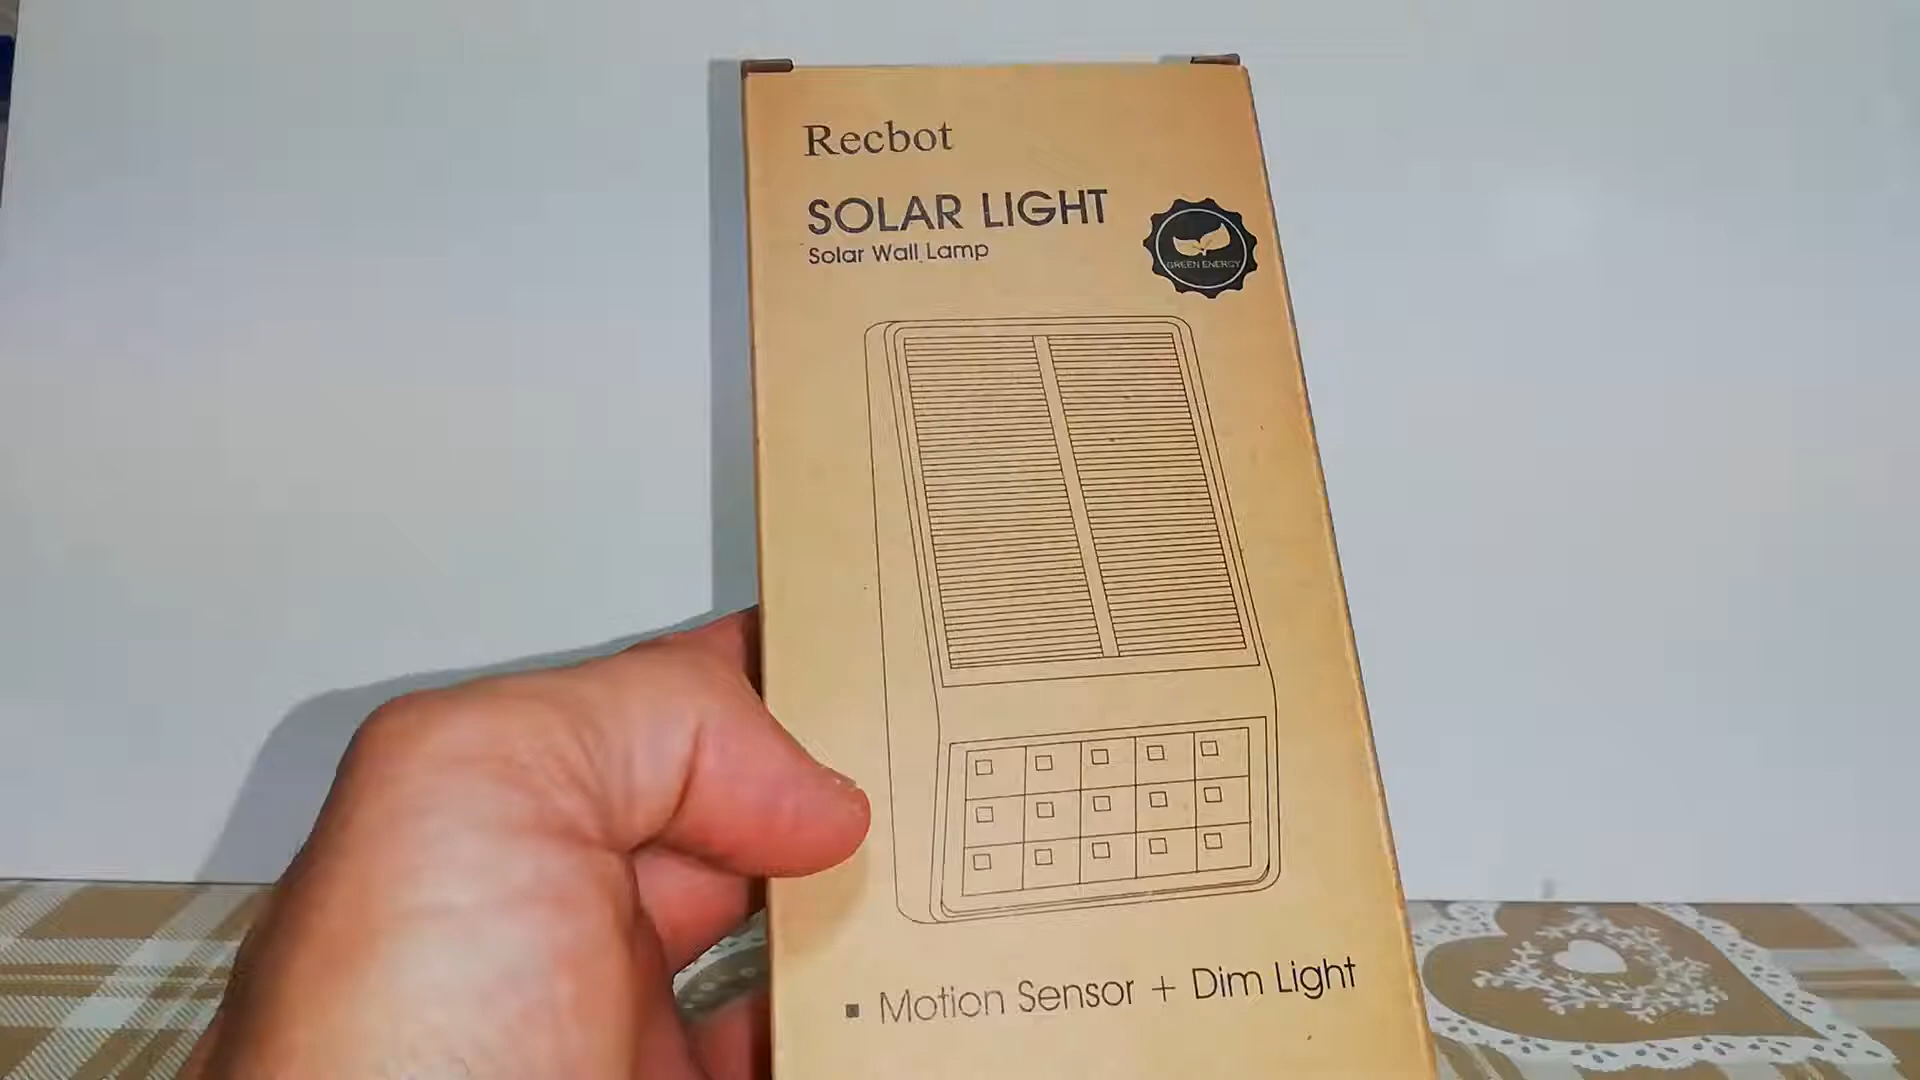 Recbot
SOLAR LIGHT
Solar Wall Lamp
GREEN ENERGY
Motion Sensor + Dim Light